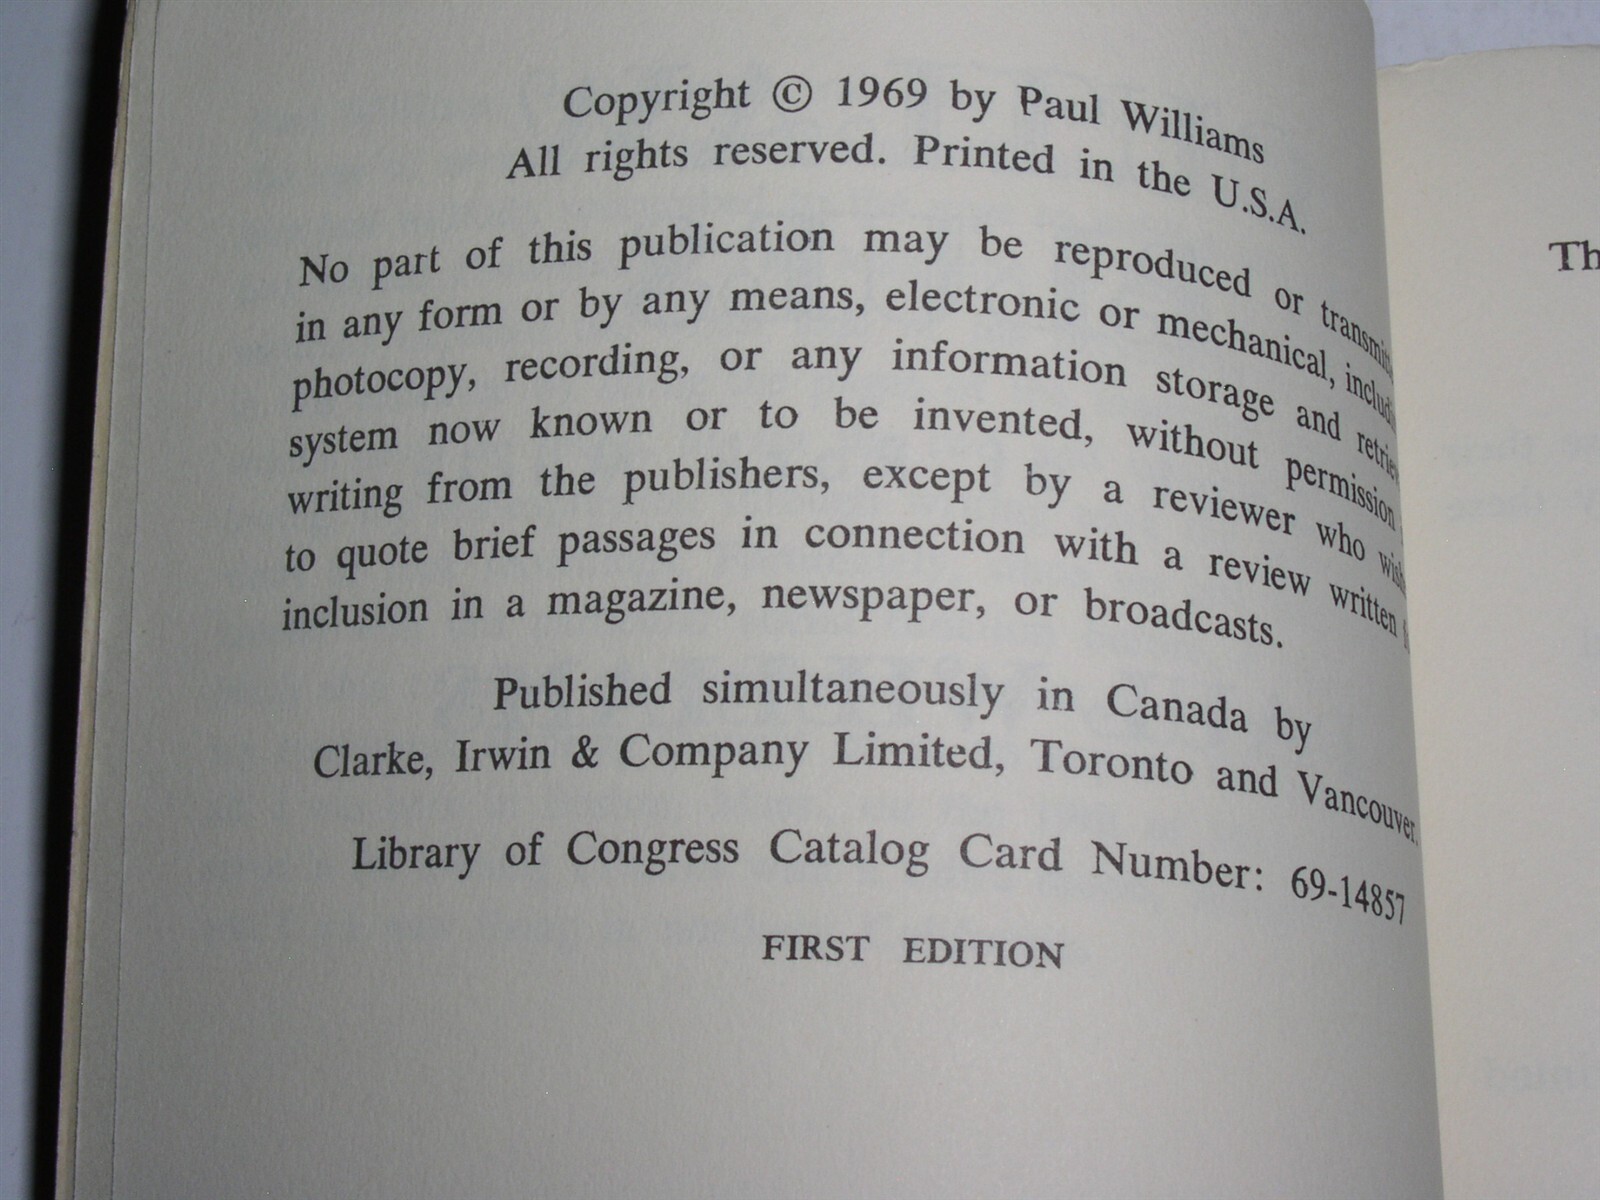 Copyright © 1969 by Paul Williams
All rights reserved. Printed in the U.S.A.
No part of this publication may be reproduced or
in any form or by any means, electronic or mechanical,
photocopy, recording, or any information storage and
system now known or to be invented, without permission
writing from the publishers, except by a reviewer who
to quote brief passages in connection with a review written
inclusion in a magazine, newspaper, or broadcasts.
Published simultaneously in Canada by
Clarke, Irwin & Company Limited, Toronto and Vancouver.
Library of Congress Catalog Card Number: 69-14857
FIRST EDITION